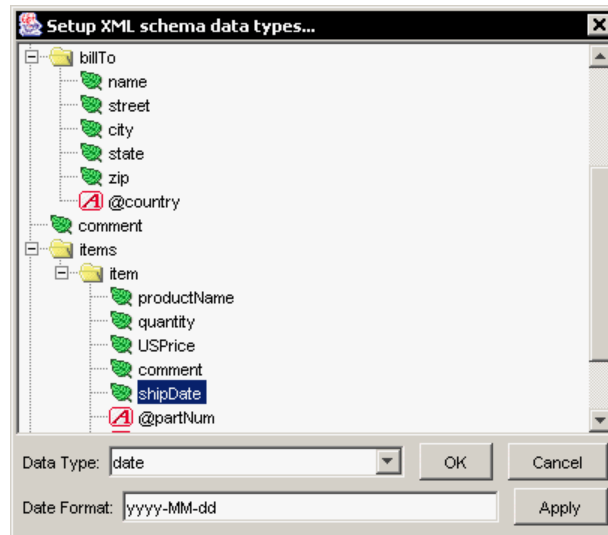 Setup XML schema data types...
billTo
name
street
city
state
zip
@country
comment
items
item
productName
quantity
USPrice
comment
shipDate
@partNum
Data Type: date OK Cancel
Date Format: yyyy-MM-dd Apply